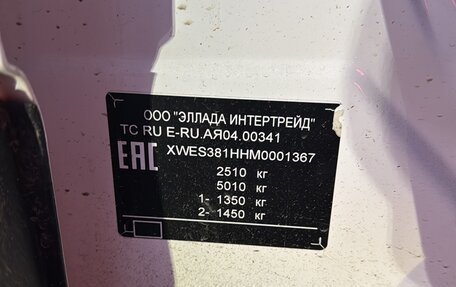 ООО "ЭЛЛАДА ИНТЕРТРЕЙД"
ТС RU E-RU.АЯ04.00341
EAC XWES381HHM0001367
2510 кг
5010 кг
1- 1350 кг
2- 1450 кг